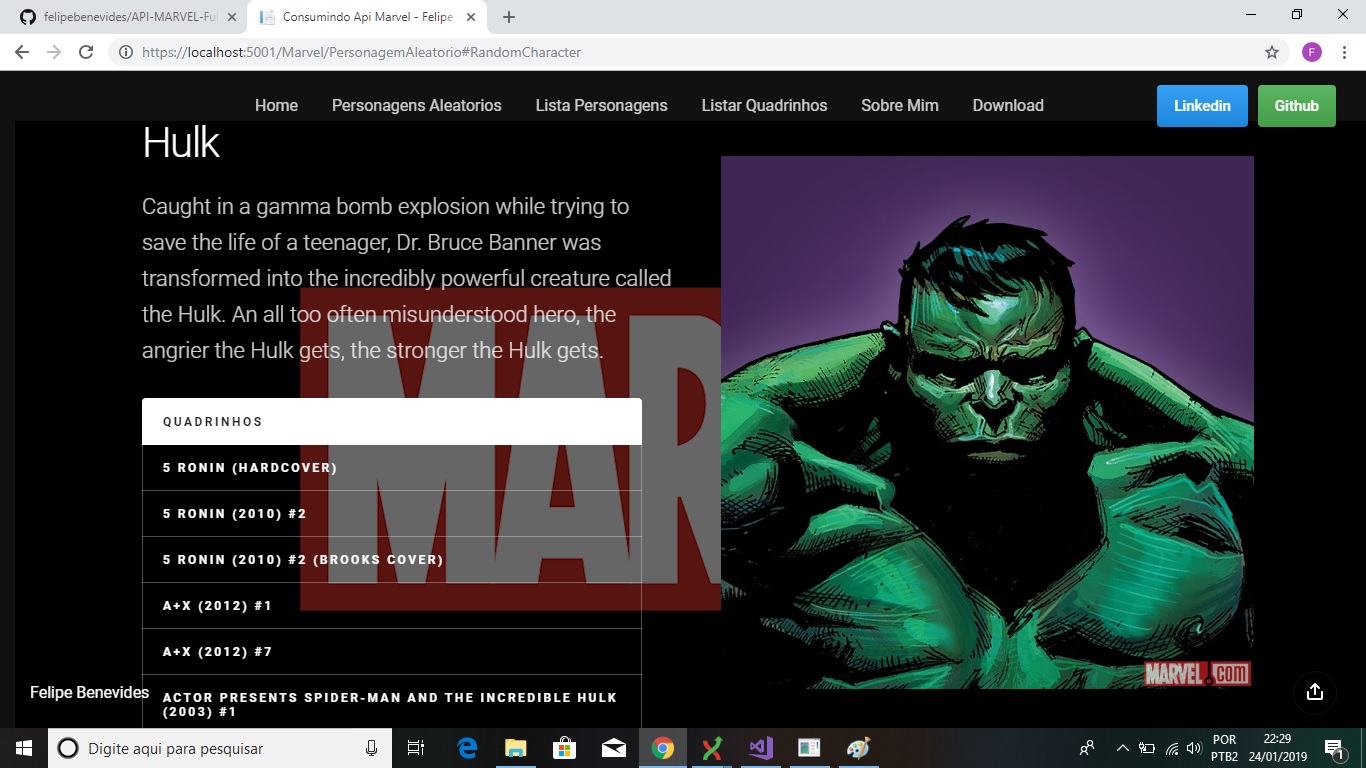 felipebenevides/API-MARVEL-Ful
Consumindo Api Marvel - Felipe
https://localhost:5001/Marvel/PersonagemAleatorio#RandomCharacter
F
Home Personagens Aleatorios Lista Personagens Listar Quadrinhos Sobre Mim Download Linkedin Github
Hulk
Caught in a gamma bomb explosion while trying to
save the life of a teenager, Dr. Bruce Banner was
transformed into the incredibly powerful creature called
the Hulk. An all too often misunderstood hero, the
angrier the Hulk gets, the stronger the Hulk gets.
MAR
QUADRINHOS
5 RONIN (HARDCOVER)
5 RONIN (2010) #2
5 RONIN (2010) #2 (BROOKS COVER)
A+X (2012) #1
A+X (2012) #7
ACTOR PRESENTS SPIDER-MAN AND THE INCREDIBLE HULK
(2003) #1
MARVEL.COM
Felipe Benevides
Digite aqui para pesquisar
POR
PTB2
22:29
24/01/2019
1